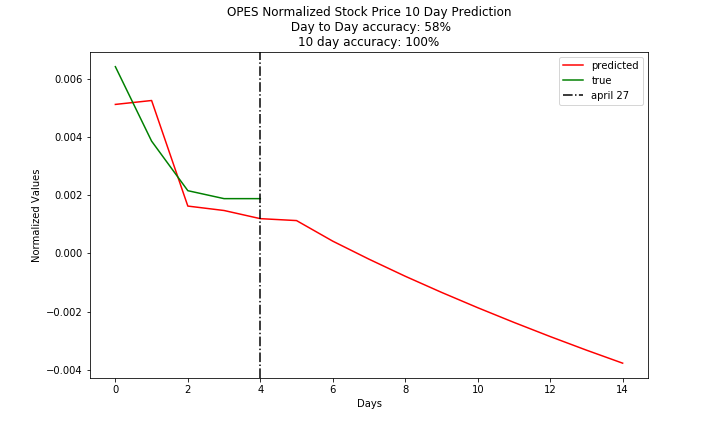 OPES Normalized Stock Price 10 Day Prediction
Day to Day accuracy: 58%
10 day accuracy: 100%
predicted
true
april 27
Normalized Values
0.006
0.004
0.002
0.000
−0.002
−0.004
0 2 4 6 8 10 12 14
Days